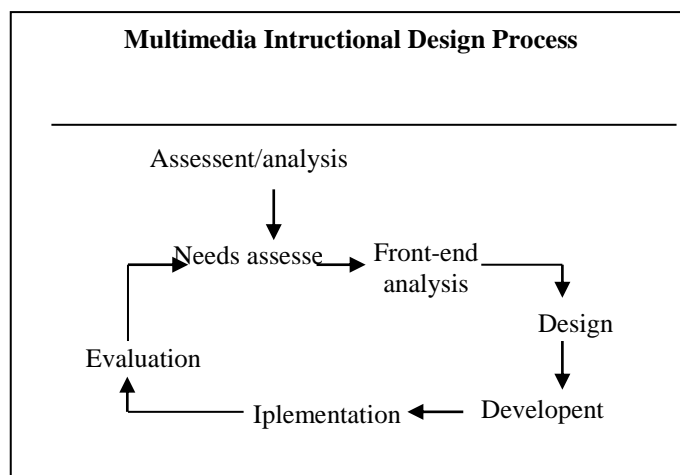 Multimedia Intructional Design Process
Assessent/analysis
Needs assesse
Front-end
analysis
Design
Developent
Iplementation
Evaluation